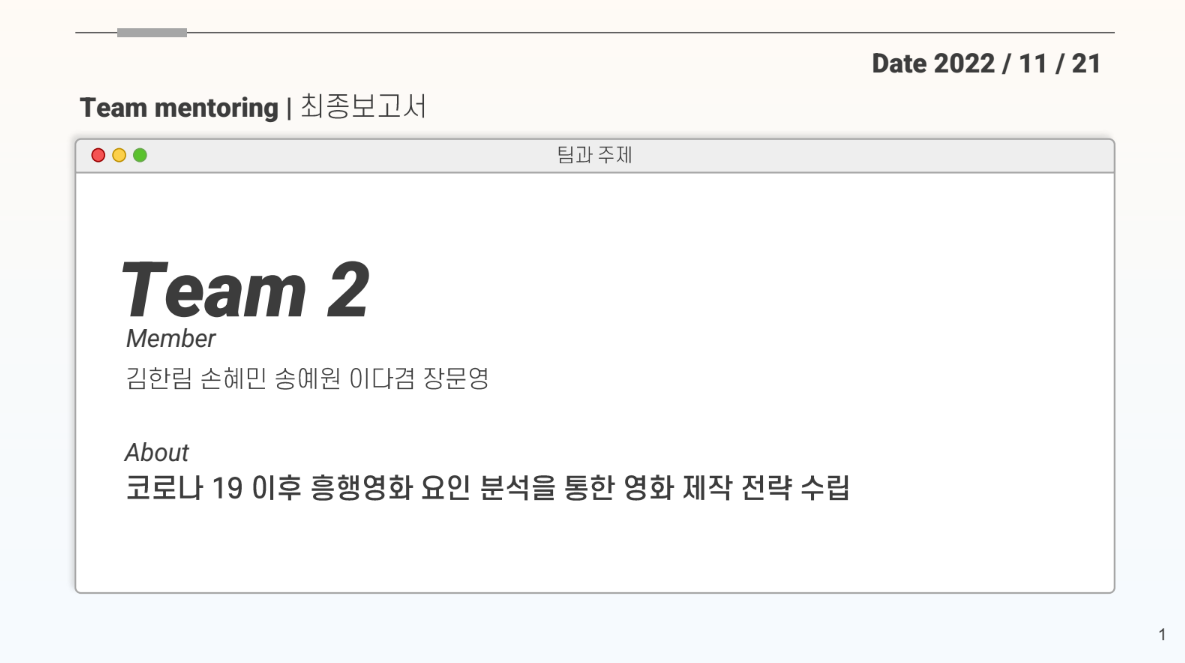 Date 2022 / 11 / 21
Team mentoring | 최종보고서
팀과 주제
Team 2
Member
김한림 손혜민 송예원 이다겸 장문영
About
코로나 19 이후 흥행영화 요인 분석을 통한 영화 제작 전략 수립
1